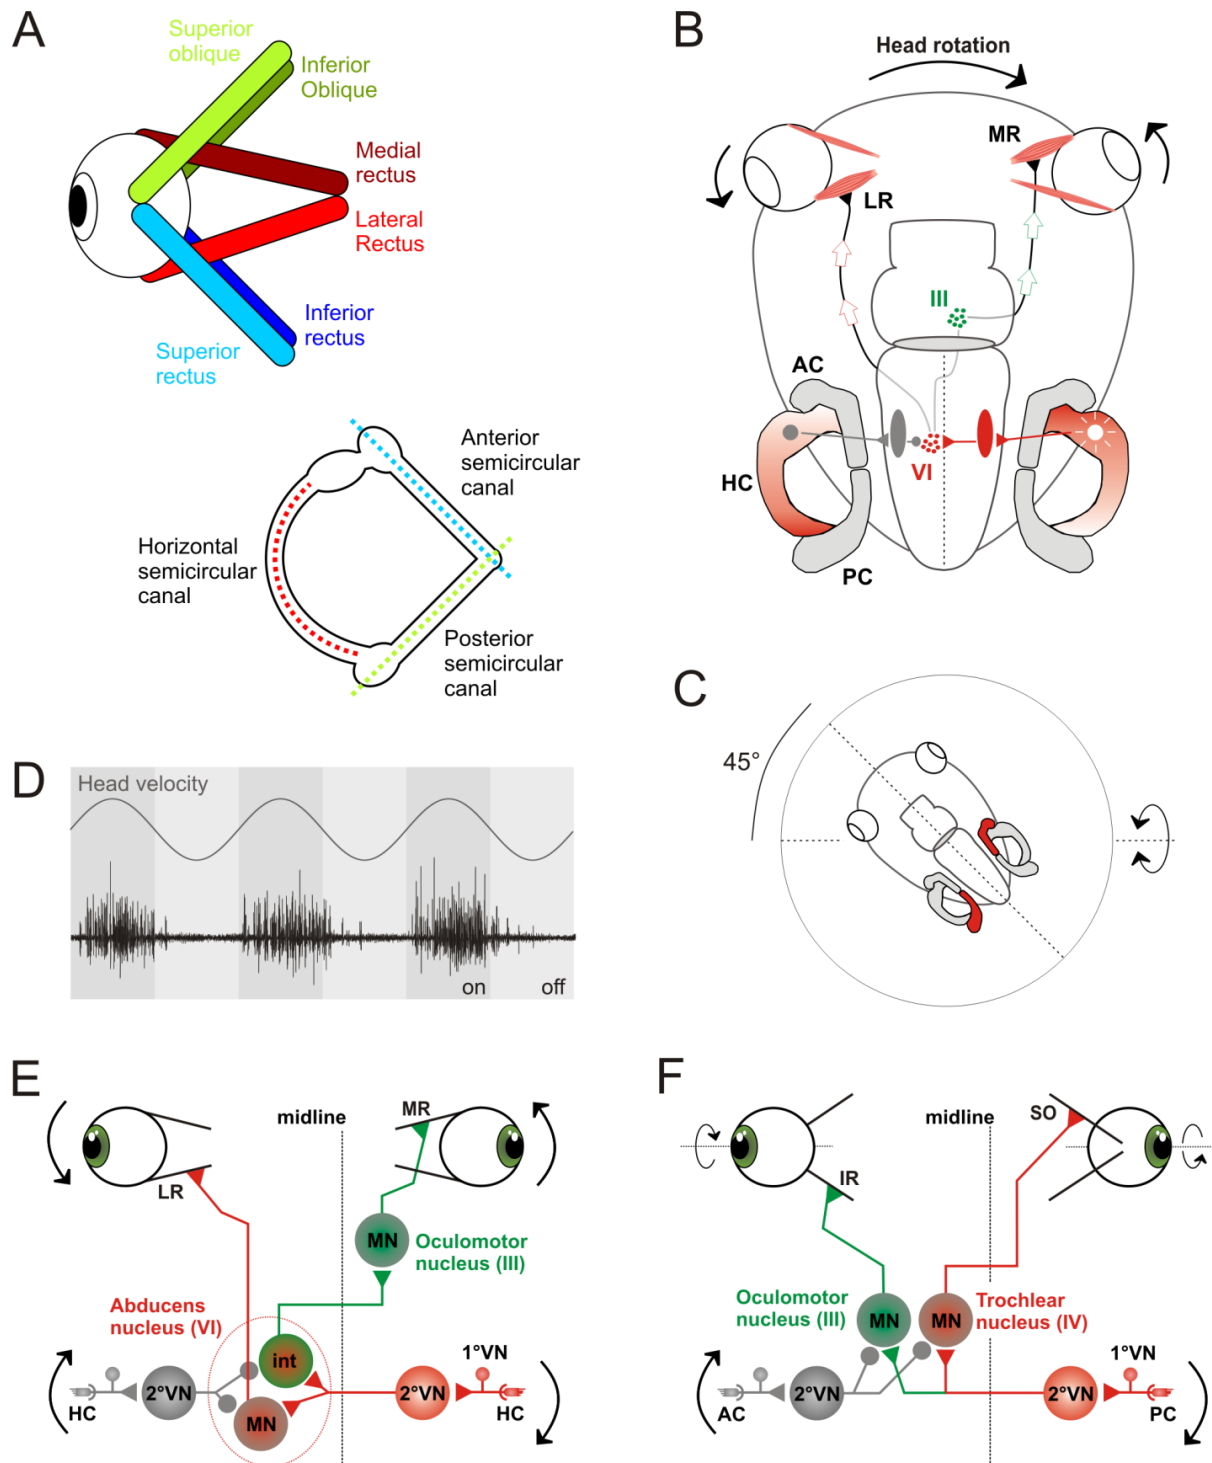 A
Superior
oblique
Inferior
Oblique
Medial
rectus
Lateral
Rectus
Inferior
rectus
Superior
rectus
Anterior
semicircular
canal
Horizontal
semicircular
canal
Posterior
semicircular
canal
B
Head rotation
MR
LR
III
AC
VI
HC
PC
C
45°
D
Head velocity
on
off
E
midline
MR
LR
MN
Oculomotor
nucleus (III)
Abducens
nucleus (VI)
int
1°VN
2°VN
2°VN
HC
HC
MN
F
midline
SO
IR
Oculomotor
nucleus (III)
MN
MN
Trochlear
nucleus (IV)
1°VN
2°VN
2°VN
AC
PC